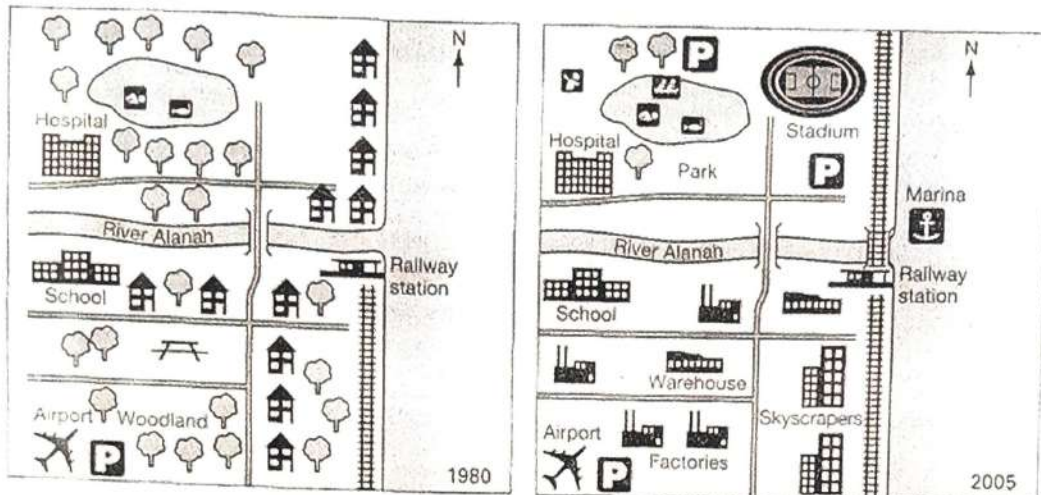 N
Hospital
River Alanah
School
Railway
station
Airport Woodland
P
1980
P
N
Hospital
Stadium
Park
P
Marina
River Alanah
Railway
station
School
Warehouse
Skyscrapers
Airport
Factories
P
2005